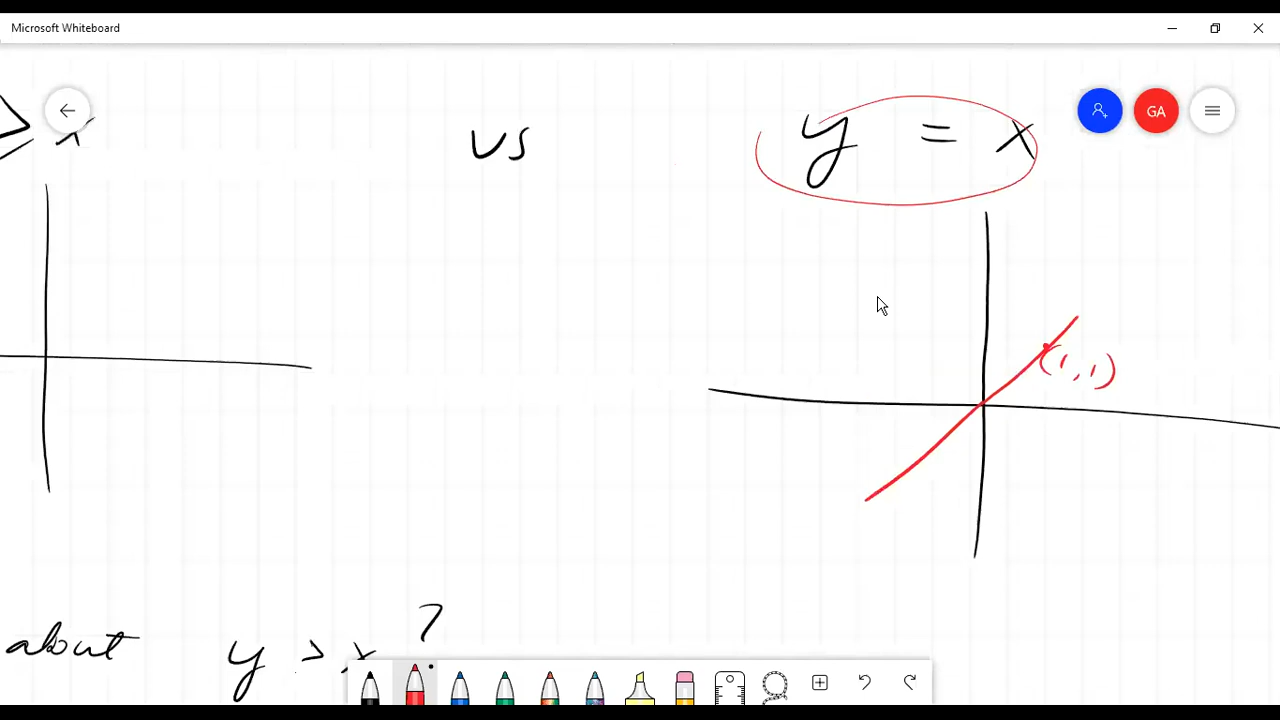 Microsoft Whiteboard
≥ x vs y = x
GA
(1,1)
about y > x ?